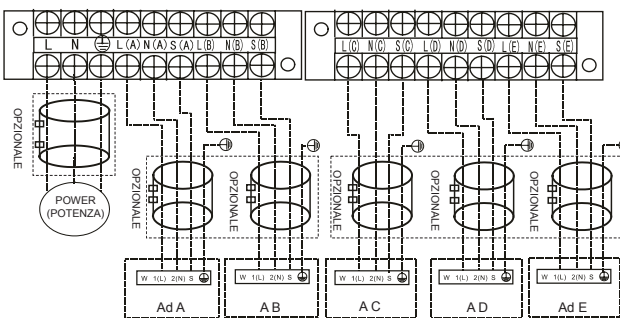 L N L(A) N(A) S(A) L(B) N(B) S(B)
L(C) N(C) S(C) L(D) N(D) S(D) L(E) N(E) S(E)
OPZIONALE
POWER
(POTENZA)
OPZIONALE
OPZIONALE
OPZIONALE
OPZIONALE
OPZIONALE
W 1(L) 2(N) S
W 1(L) 2(N) S
W 1(L) 2(N) S
W 1(L) 2(N) S
W 1(L) 2(N) S
Ad A
A B
A C
A D
Ad E